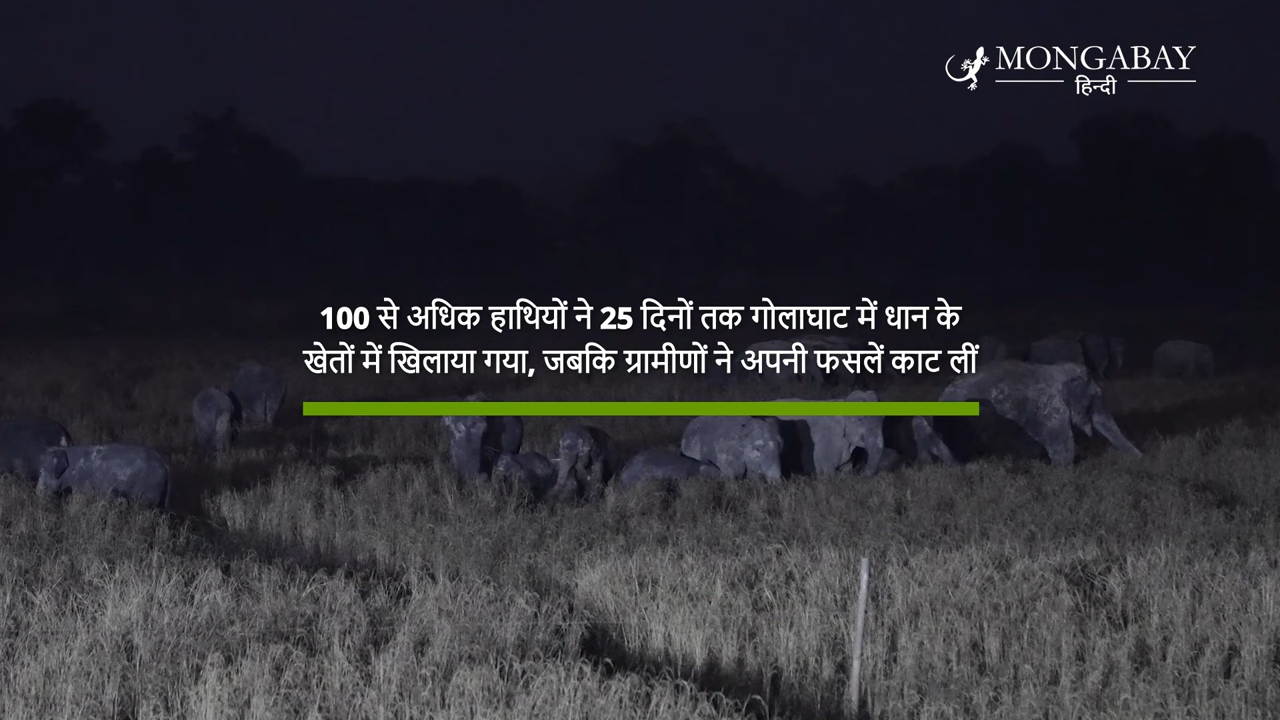 MONGABAY
हिन्दी
100 से अधिक हाथियों ने 25 दिनों तक गोलाघाट में धान के
खेतों में खिलाया गया, जबकि ग्रामीणों ने अपनी फसलें काट लीं